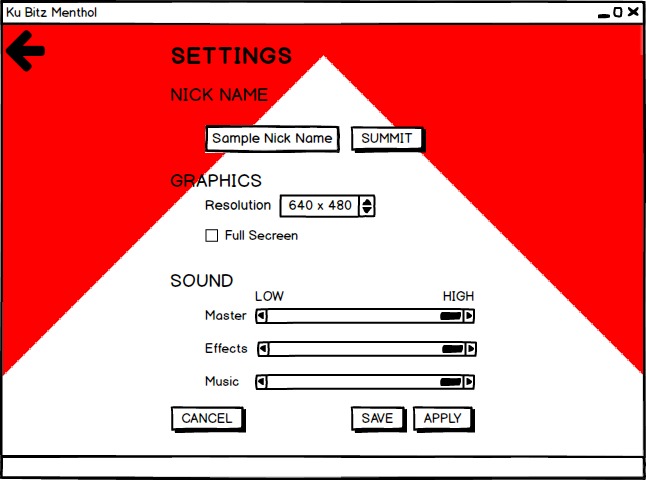 Ku Bitz Menthol
SETTINGS
NICK NAME
Sample Nick Name SUMMIT
GRAPHICS
Resolution 640 x 480
Full Secreen
SOUND
LOW HIGH
Master
Effects
Music
CANCEL SAVE APPLY